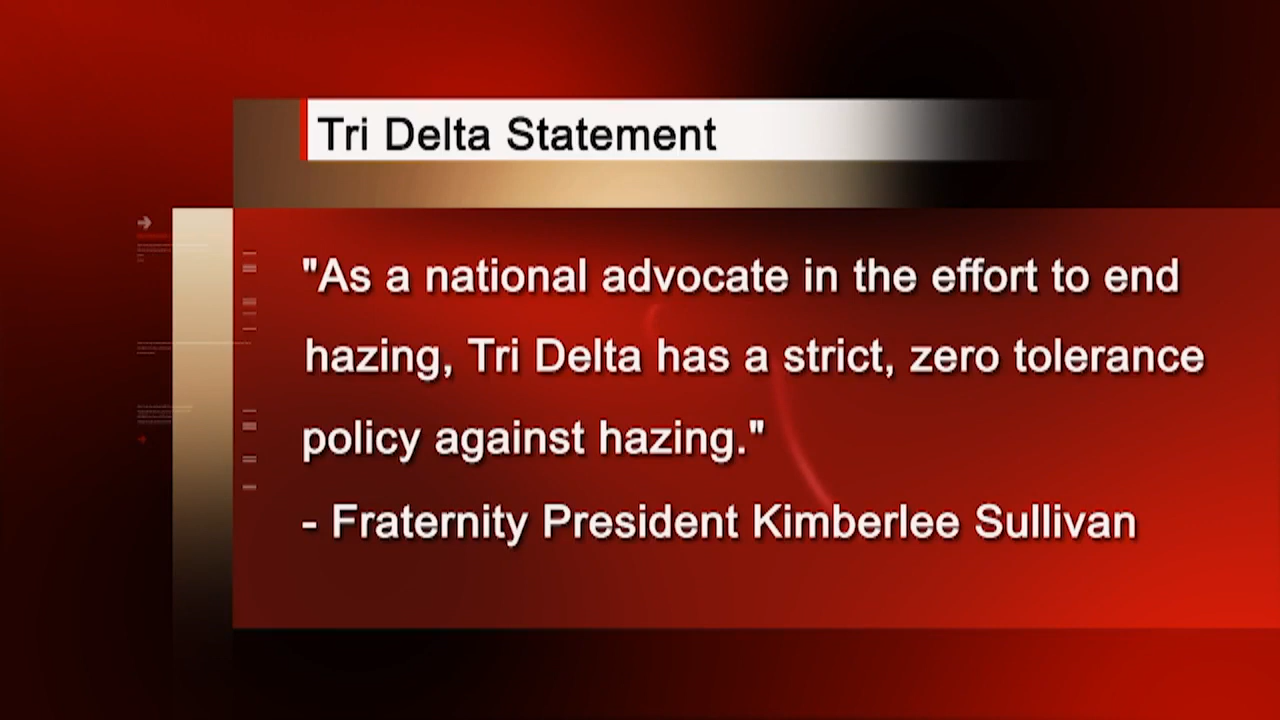 Tri Delta Statement
"As a national advocate in the effort to end
hazing, Tri Delta has a strict, zero tolerance
policy against hazing."
- Fraternity President Kimberlee Sullivan